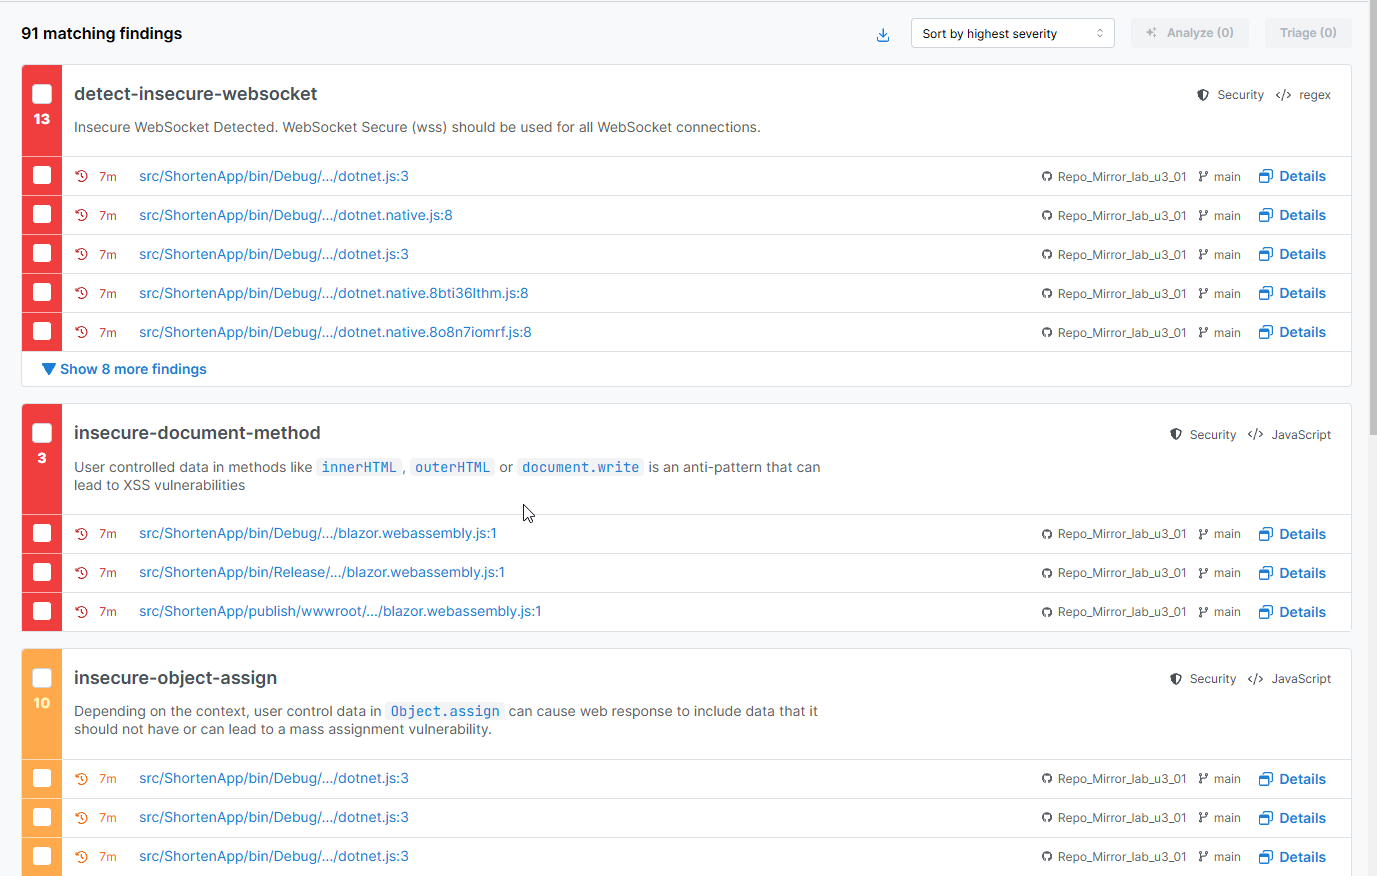 91 matching findings
Sort by highest severity
Analyze (0)
Triage (0)
detect-insecure-websocket
Security
regex
13
Insecure WebSocket Detected. WebSocket Secure (wss) should be used for all WebSocket connections.
7m src/ShortenApp/bin/Debug/.../dotnet.js:3 Repo_Mirror_lab_u3_01 main Details
7m src/ShortenApp/bin/Debug/.../dotnet.native.js:8 Repo_Mirror_lab_u3_01 main Details
7m src/ShortenApp/bin/Debug/.../dotnet.js:3 Repo_Mirror_lab_u3_01 main Details
7m src/ShortenApp/bin/Debug/.../dotnet.native.8bti36lthm.js:8 Repo_Mirror_lab_u3_01 main Details
7m src/ShortenApp/bin/Debug/.../dotnet.native.8o8n7iomrf.js:8 Repo_Mirror_lab_u3_01 main Details
Show 8 more findings
insecure-document-method
Security
JavaScript
3
User controlled data in methods like innerHTML, outerHTML or document.write is an anti-pattern that can
lead to XSS vulnerabilities
7m src/ShortenApp/bin/Debug/.../blazor.webassembly.js:1 Repo_Mirror_lab_u3_01 main Details
7m src/ShortenApp/bin/Release/.../blazor.webassembly.js:1 Repo_Mirror_lab_u3_01 main Details
7m src/ShortenApp/publish/wwwroot/.../blazor.webassembly.js:1 Repo_Mirror_lab_u3_01 main Details
insecure-object-assign
Security
JavaScript
10
Depending on the context, user control data in Object.assign can cause web response to include data that it
should not have or can lead to a mass assignment vulnerability.
7m src/ShortenApp/bin/Debug/.../dotnet.js:3 Repo_Mirror_lab_u3_01 main Details
7m src/ShortenApp/bin/Debug/.../dotnet.js:3 Repo_Mirror_lab_u3_01 main Details
7m src/ShortenApp/bin/Debug/.../dotnet.js:3 Repo_Mirror_lab_u3_01 main Details